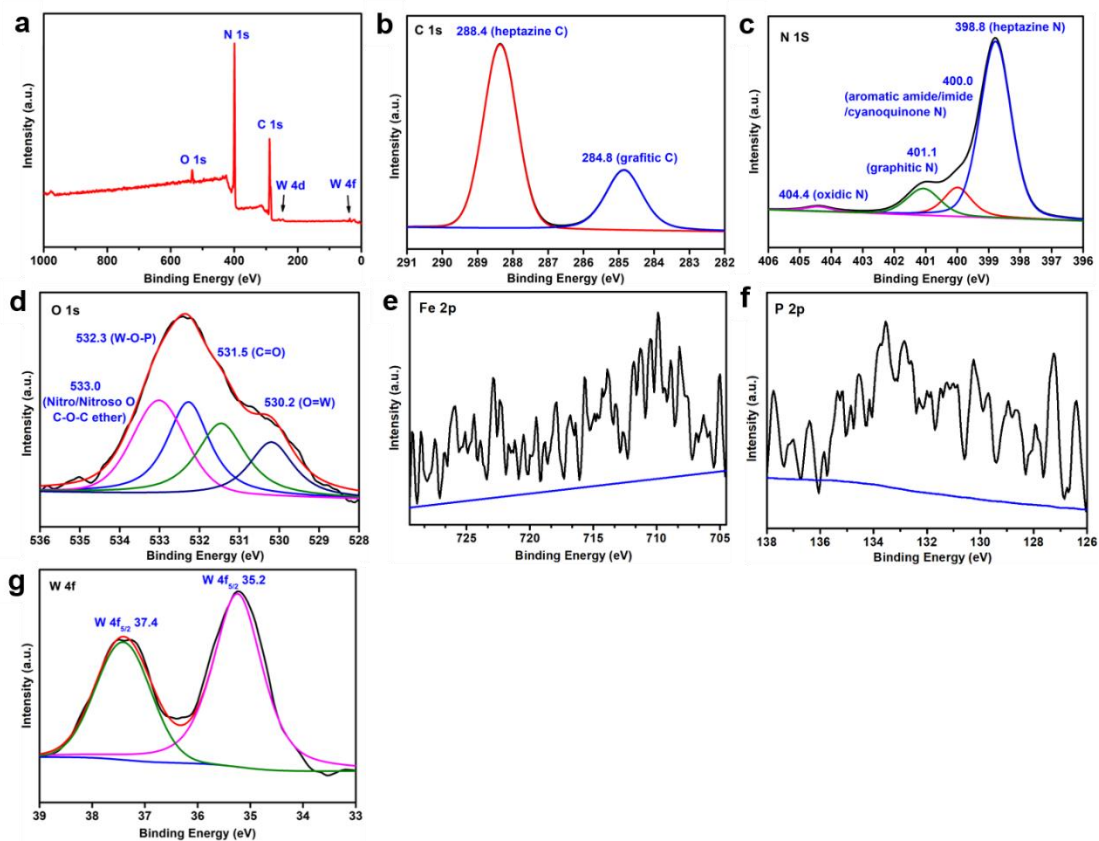 a
N 1s
C 1s
O 1s
W 4d
W 4f
Intensity (a.u.)
1000 800 600 400 200 0
Binding Energy (eV)
b
C 1s
288.4 (heptazine C)
284.8 (grafitic C)
Intensity (a.u.)
291 290 289 288 287 286 285 284 283 282
Binding Energy (eV)
c
N 1S
398.8 (heptazine N)
400.0
(aromatic amide/imide
/cyanoquinone N)
401.1
(graphitic N)
404.4 (oxidic N)
Intensity (a.u.)
406 405 404 403 402 401 400 399 398 397 396
Binding Energy (eV)
d
O 1s
532.3 (W-O-P)
531.5 (C=O)
533.0
(Nitro/Nitroso O
C-O-C ether)
530.2 (O=W)
Intensity (a.u.)
536 535 534 533 532 531 530 529 528
Binding Energy (eV)
e
Fe 2p
Intensity (a.u.)
725 720 715 710 705
Binding Energy (eV)
f
P 2p
Intensity (a.u.)
138 136 134 132 130 128 126
Binding Energy (eV)
g
W 4f
W 4f5/2 35.2
W 4f5/2 37.4
Intensity (a.u.)
39 38 37 36 35 34 33
Binding Energy (eV)